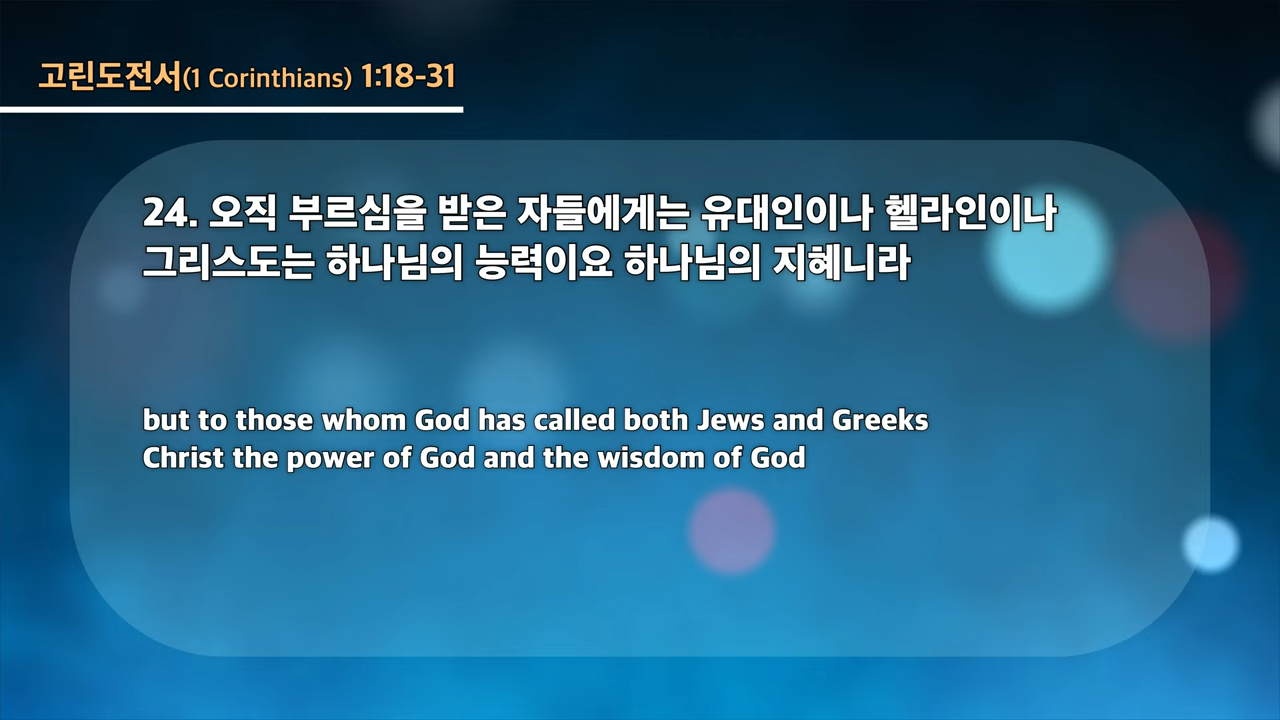 고린도전서(1 Corinthians) 1:18-31
24. 오직 부르심을 받은 자들에게는 유대인이나 헬라인이나
그리스도는 하나님의 능력이요 하나님의 지혜니라
but to those whom God has called both Jews and Greeks
Christ the power of God and the wisdom of God